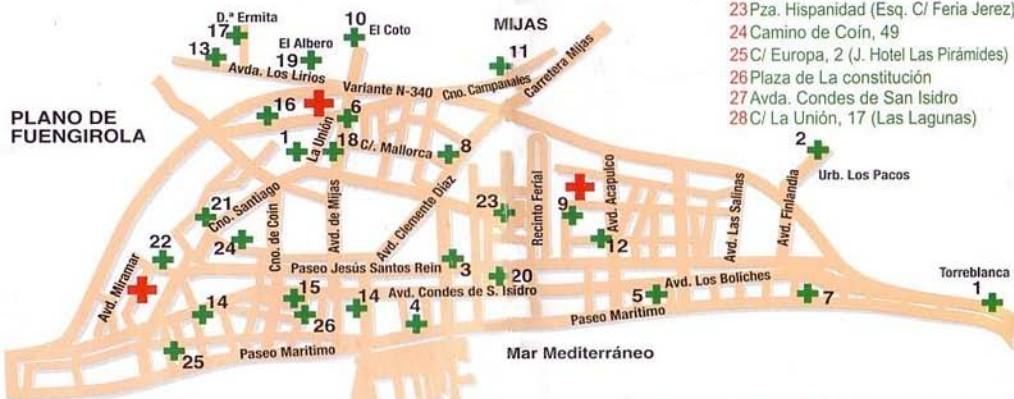 23 Pza. Hispanidad (Esq. C/ Feria Jerez)
24 Camino de Coín, 49
25 C/ Europa, 2 (J. Hotel Las Pirámides)
26 Plaza de La constitución
27 Avda. Condes de San Isidro
28 C/ La Unión, 17 (Las Lagunas)
PLANO DE
FUENGIROLA
D.ª Ermita
17
13
El Albero
19
10
El Coto
MIJAS
11
Avda. Los Lirios
Variante N-340
Cno. Campanales
Carretera Mijas
16
6
1
La Unión
18
C/. Mallorca
8
2
Urb. Los Pacos
21
Cno. Santiago
24
22
Avd. Miramar
Cno. de Coín
Avd. de Mijas
Avd. Clemente Diaz
23
Recinto Ferial
9
Avd. Acapulco
12
Avd. Las Salinas
Avd. Finlandia
Paseo Jesús Santos Rein
3
20
Avd. Condes de S. Isidro
Avd. Los Boliches
Torreblanca
1
14
15
26
14
4
5
7
Paseo Marítimo
25
Paseo Marítimo
Mar Mediterráneo